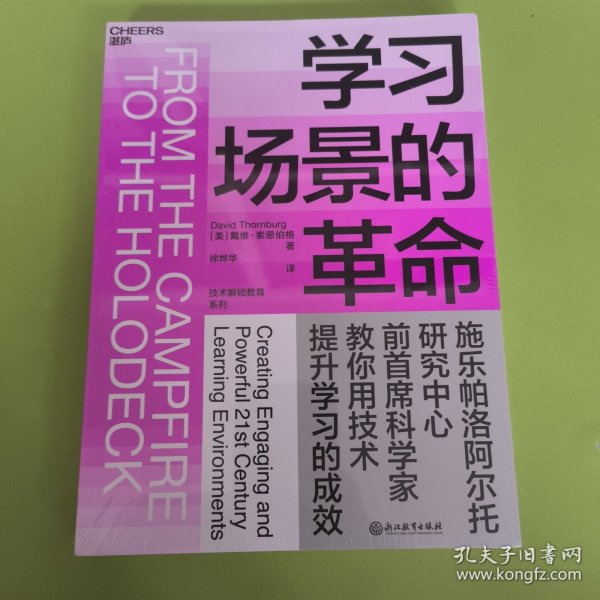 CHEERS
湛庐
FROM THE CAMPFIRE
TO THE HOLODECK
学习
场景的
革命
David Thornburg
[美]戴维·索恩伯格
著
徐烨华
译
技术解锁教育
系列
Creating Engaging and
Powerful 21st Century
Learning Environments
施乐帕洛阿尔托
研究中心
前首席科学家
教你用技术
提升学习的成效
浙江教育出版社
孔夫子旧书网
www.kongfz.com